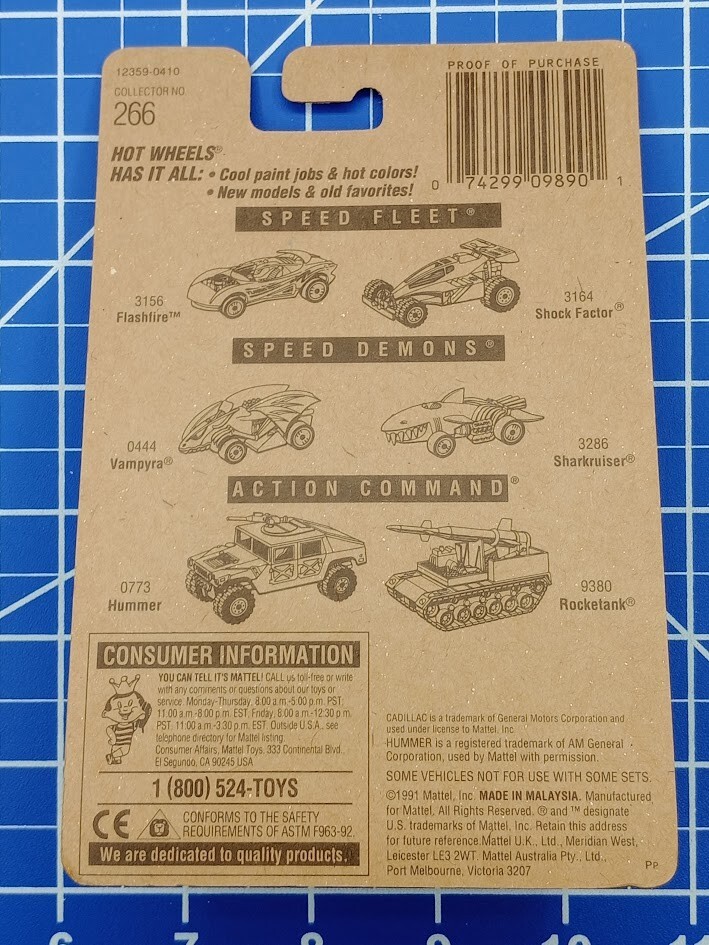 12359-0410
COLLECTOR NO.
266
PROOF OF PURCHASE
0 74299 09890 1
HOT WHEELS®
HAS IT ALL: • Cool paint jobs & hot colors!
• New models & old favorites!
SPEED FLEET®
3156
Flashfire™
3164
Shock Factor®
SPEED DEMONS®
0444
Vampyra®
3286
Sharkruiser®
ACTION COMMAND®
0773
Hummer
9380
Rocketank®
CONSUMER INFORMATION
YOU CAN TELL IT'S MATTEL! CALL us toll-free or write
with any comments or questions about our toys or
service. Monday-Thursday, 8:00 a.m.-5:00 p.m. PST;
11:00 a.m.-8:00 p.m. EST, Friday, 8:00 a.m.-12:30 p.m.
PST; 11:00 a.m.-3:30 p.m. EST. Outside U.S.A., see
telephone directory for Mattel listing.
Consumer Affairs, Mattel Toys, 333 Continental Blvd.,
El Segundo, CA 90245 USA
1 (800) 524-TOYS
CE
CONFORMS TO THE SAFETY
REQUIREMENTS OF ASTM F963-92.
We are dedicated to quality products.
CADILLAC is a trademark of General Motors Corporation and
used under license to Mattel, Inc.
HUMMER is a registered trademark of AM General
Corporation, used by Mattel with permission.
SOME VEHICLES NOT FOR USE WITH SOME SETS.
©1991 Mattel, Inc. MADE IN MALAYSIA. Manufactured
for Mattel. All Rights Reserved. ® and ™ designate
U.S. trademarks of Mattel, Inc. Retain this address
for future reference.Mattel U.K., Ltd., Meridian West,
Leicester LE3 2WT. Mattel Australia Pty., Ltd.,
Port Melbourne, Victoria 3207
PP
6 7 8 9 10 11